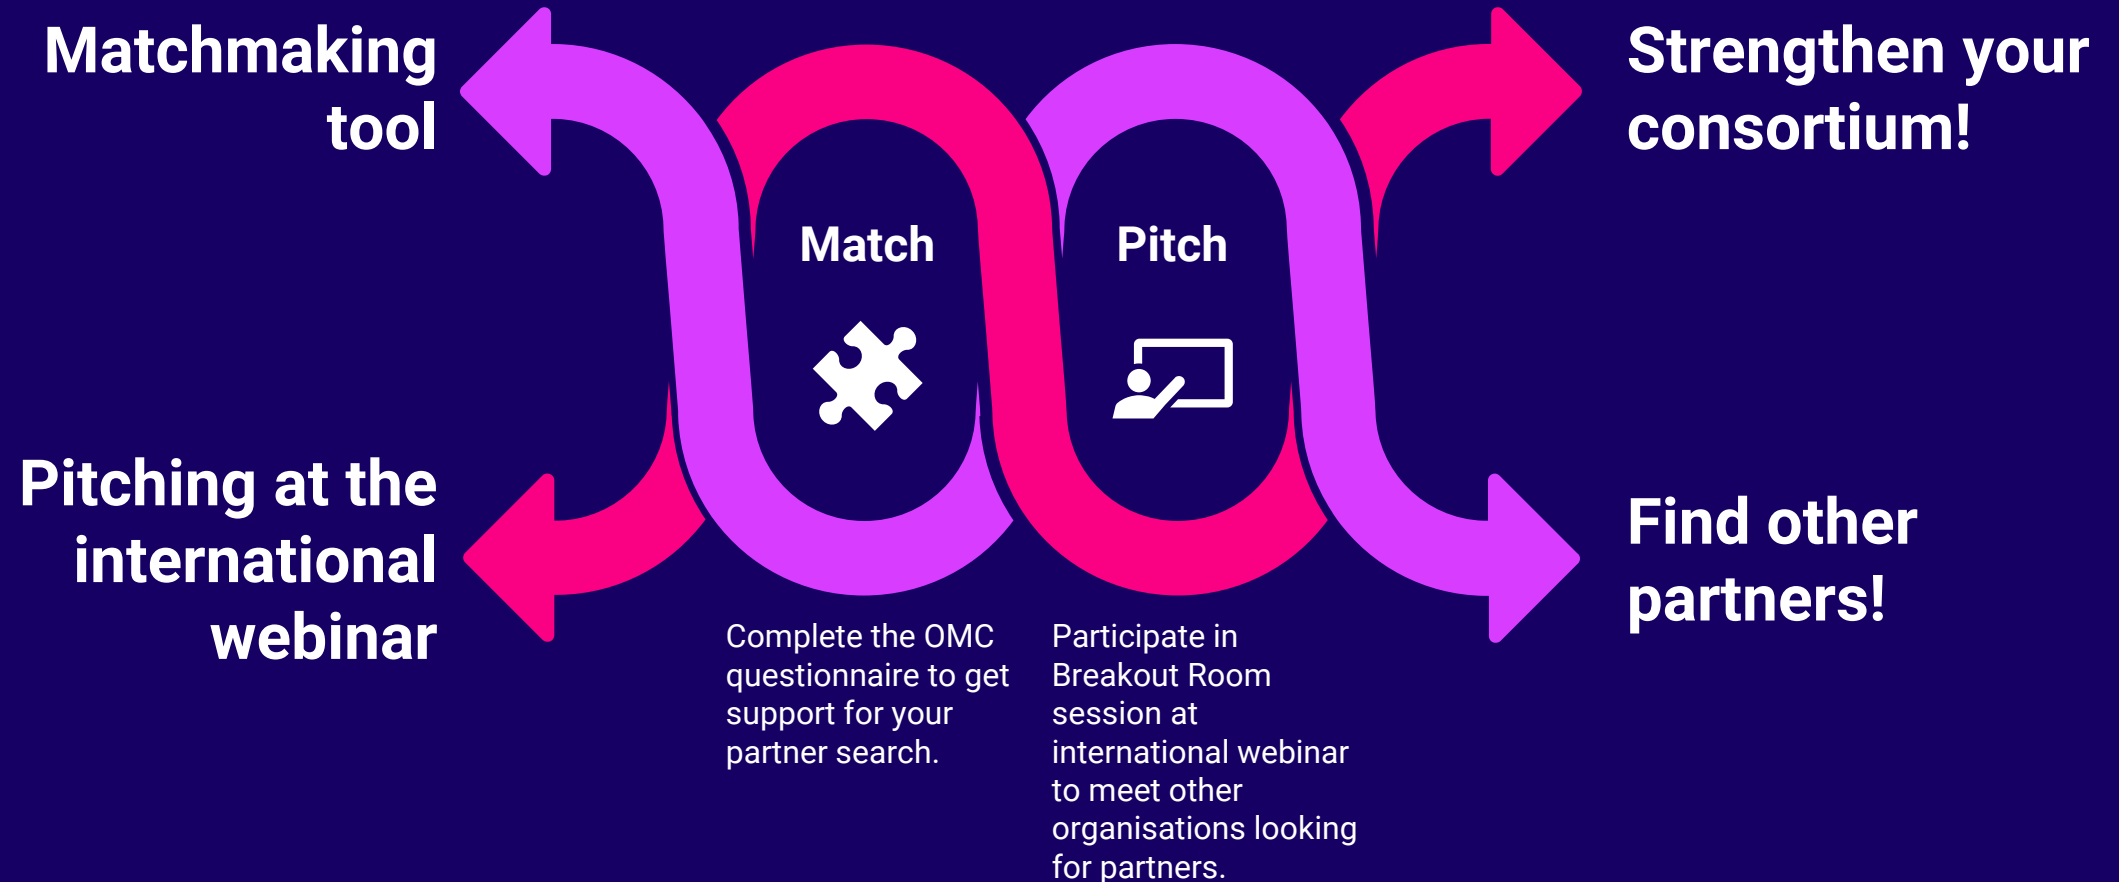 Matchmaking
tool
Strengthen your
consortium!
Match
Pitch
Pitching at the
international
webinar
Find other
partners!
Complete the OMC
questionnaire to get
support for your
partner search.
Participate in
Breakout Room
session at
international webinar
to meet other
organisations looking
for partners.